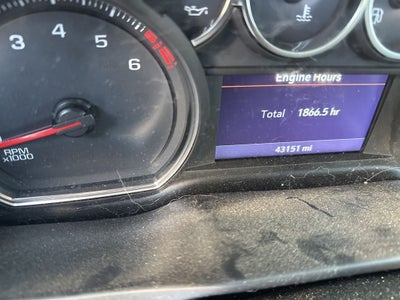 3
4
5
6
RPM
x1000
Engine Hours
Total 1866.5 hr
43151 mi